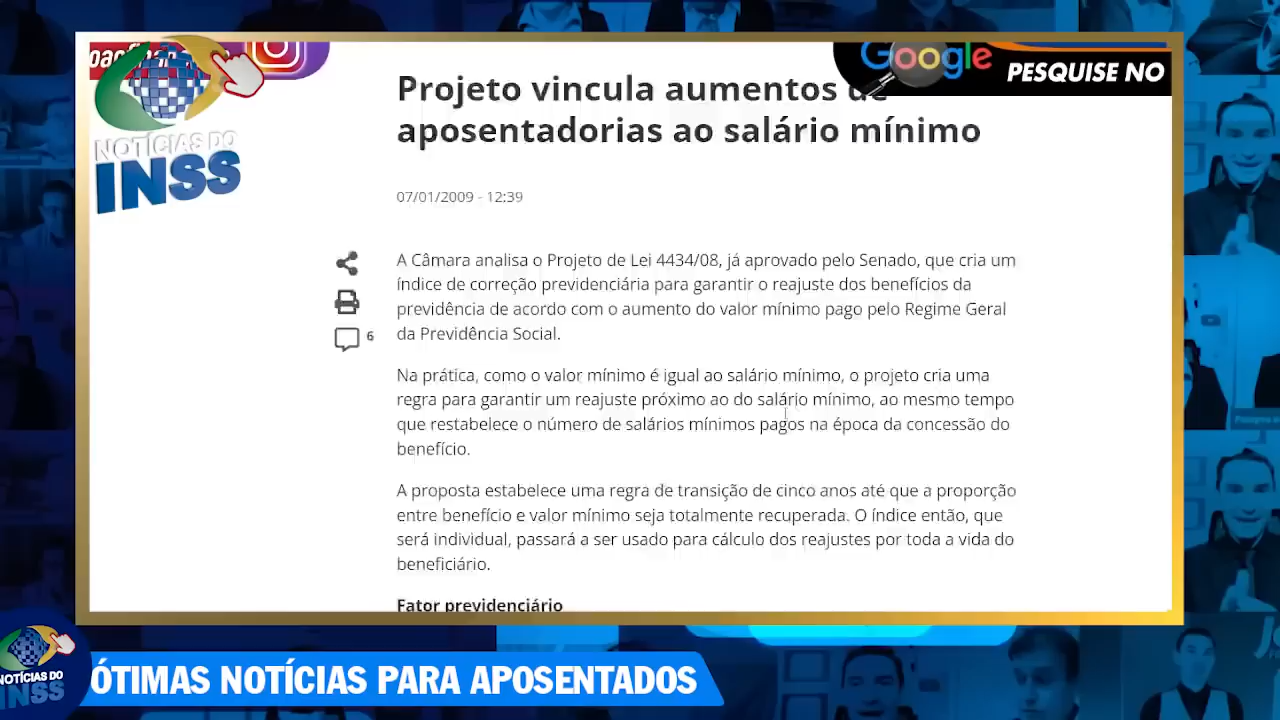 Google
PESQUISE NO
NOTÍCIAS DO
INSS
Projeto vincula aumentos de
aposentadorias ao salário mínimo
07/01/2009 - 12:39
A Câmara analisa o Projeto de Lei 4434/08, já aprovado pelo Senado, que cria um
índice de correção previdenciária para garantir o reajuste dos benefícios da
previdência de acordo com o aumento do valor mínimo pago pelo Regime Geral
da Previdência Social.
6
Na prática, como o valor mínimo é igual ao salário mínimo, o projeto cria uma
regra para garantir um reajuste próximo ao do salário mínimo, ao mesmo tempo
que restabelece o número de salários mínimos pagos na época da concessão do
benefício.
A proposta estabelece uma regra de transição de cinco anos até que a proporção
entre benefício e valor mínimo seja totalmente recuperada. O índice então, que
será individual, passará a ser usado para cálculo dos reajustes por toda a vida do
beneficiário.
Fator previdenciário
NOTÍCIAS DO
INSS
ÓTIMAS NOTÍCIAS PARA APOSENTADOS